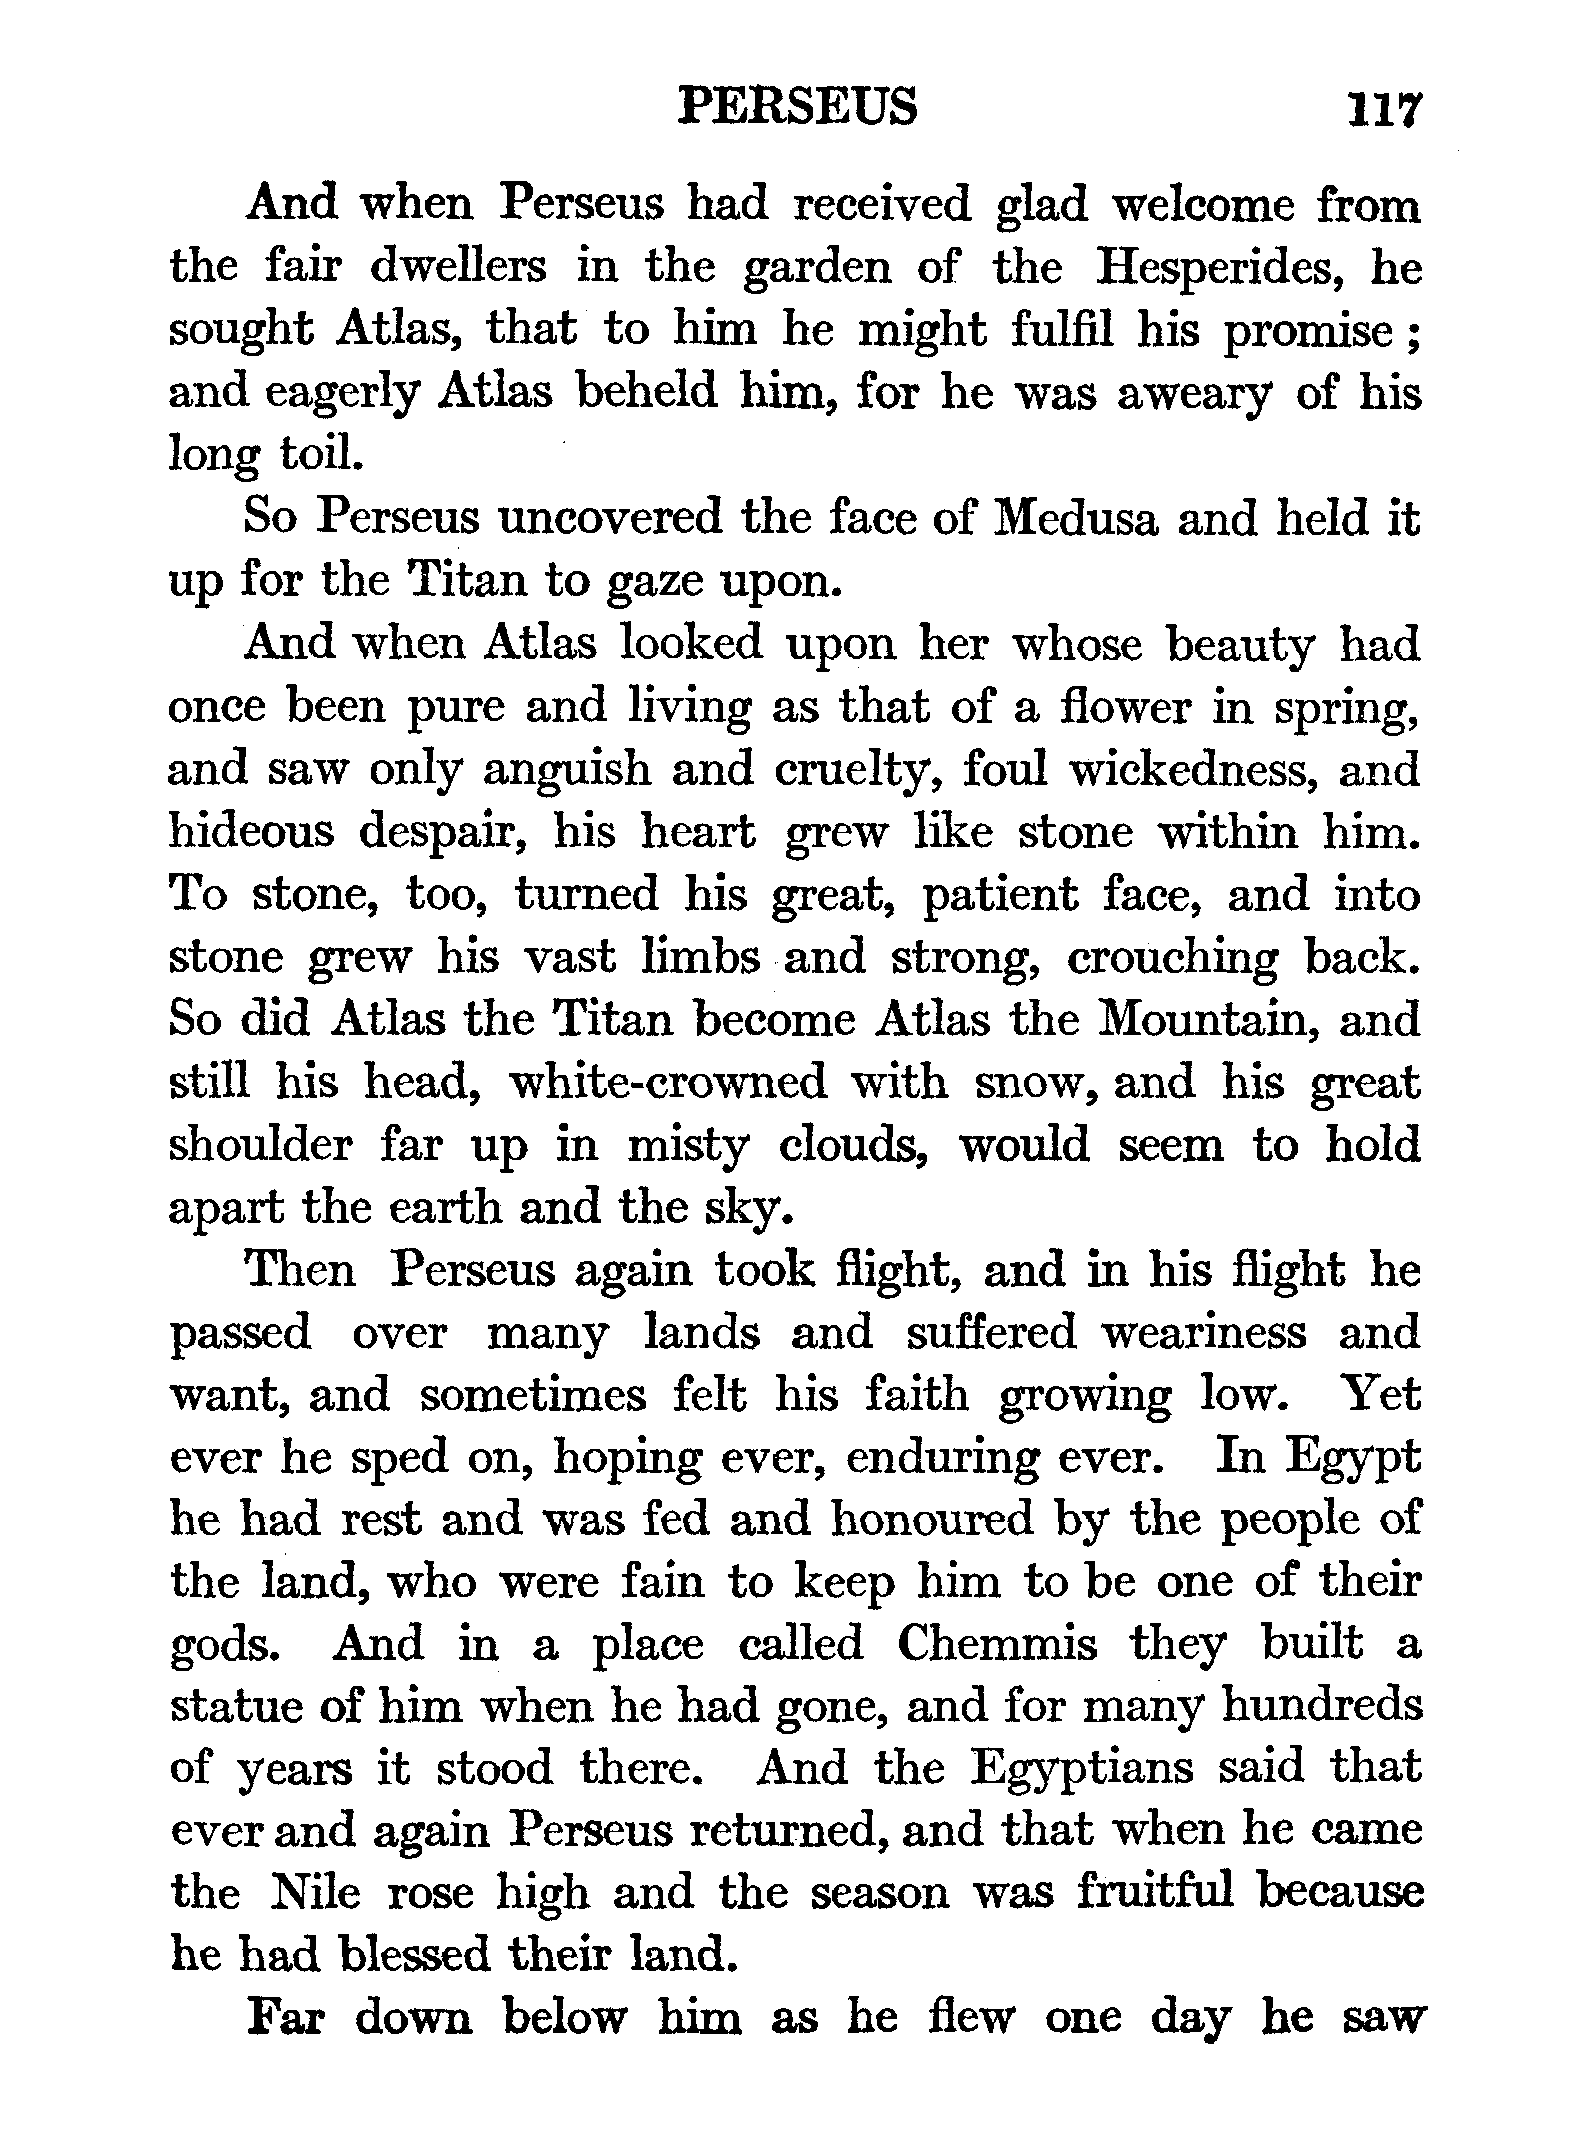 PERSEUS 117
And when Perseus had received glad welcome from
the fair dwellers in the garden of the Hesperides, he
sought Atlas, that to him he might fulfil his promise ;
and eagerly Atlas beheld him, for he was aweary of his
long toil.
So Perseus uncovered the face of Medusa and held it
up for the Titan to gaze upon.
And when Atlas looked upon her whose beauty had
once been pure and living as that of a flower in spring,
and saw only anguish and cruelty, foul wickedness, and
hideous despair, his heart grew like stone within him.
To stone, too, turned his great, patient face, and into
stone grew his vast limbs and strong, crouching back.
So did Atlas the Titan become Atlas the Mountain, and
still his head, white-crowned with snow, and his great
shoulder far up in misty clouds, would seem to hold
apart the earth and the sky.
Then Perseus again took flight, and in his flight he
passed over many lands and suffered weariness and
want, and sometimes felt his faith growing low. Yet
ever he sped on, hoping ever, enduring ever. In Egypt
he had rest and was fed and honoured by the people of
the land, who were fain to keep him to be one of their
gods. And in a place called Chemmis they built a
statue of him when he had gone, and for many hundreds
of years it stood there. And the Egyptians said that
ever and again Perseus returned, and that when he came
the Nile rose high and the season was fruitful because
he had blessed their land.
Far down below him as he flew one day he saw